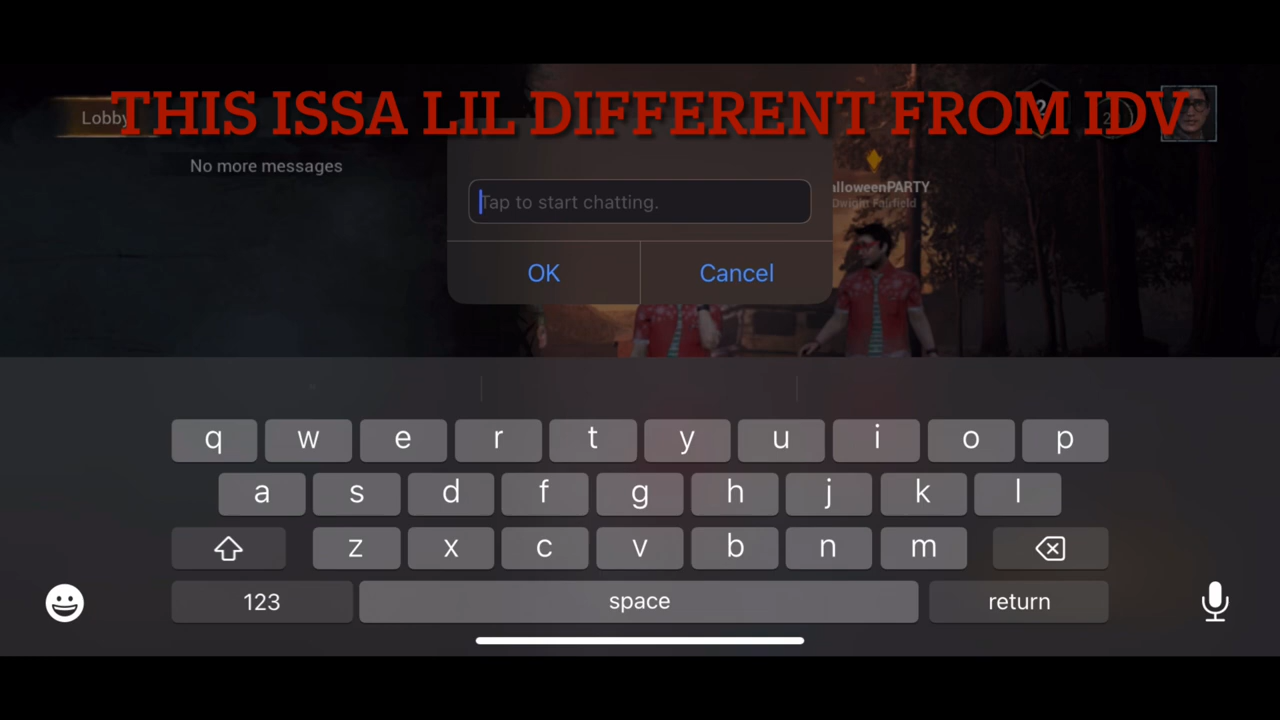 THIS ISSA LIL DIFFERENT FROM IDV
Lobby
No more messages
Tap to start chatting.
alloweenPARTY
Dwight Fairfield
OK
Cancel
q w e r t y u i o p
a s d f g h j k l
z x c v b n m
123
space
return